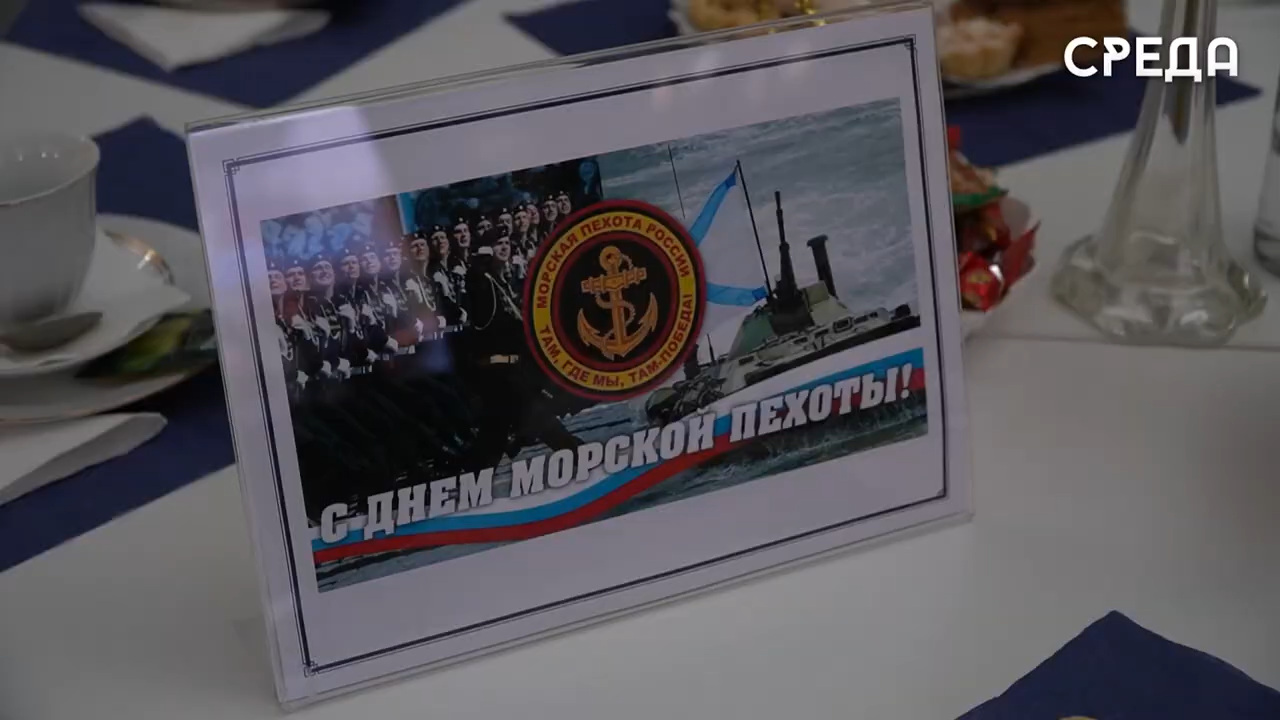 СРЕДА
МОРСКАЯ ПЕХОТА РОССИИ
ТАМ, ГДЕ МЫ, ТАМ-ПОБЕДА!
С ДНЕМ МОРСКОЙ ПЕХОТЫ!